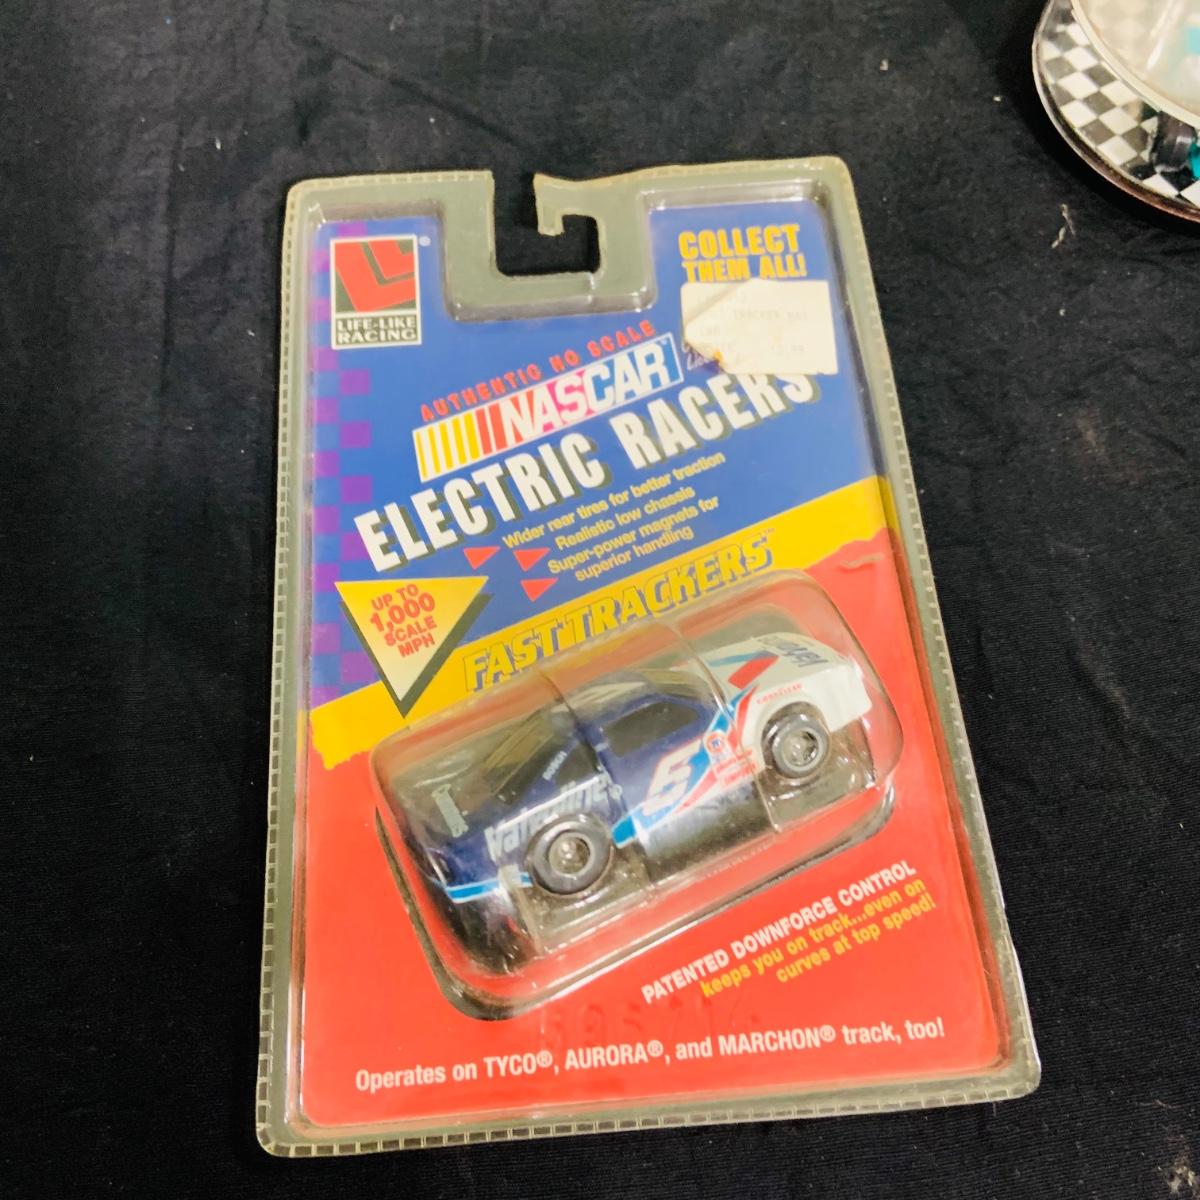 LIFE-LIKE
RACING
®
COLLECT
THEM ALL!
TRACKER
AUTHENTIC HO SCALE
NASCAR™
ELECTRIC RACERS
Wider rear tires for better traction
Realistic low chassis
Super-power magnets for
superior handling
UP TO
1,000
SCALE
MPH
FAST TRACKERS™
Valvoline
5
GOODYEAR
PATENTED DOWNFORCE CONTROL
keeps you on track...even on
curves at top speed!
Operates on TYCO®, AURORA®, and MARCHON® track, too!